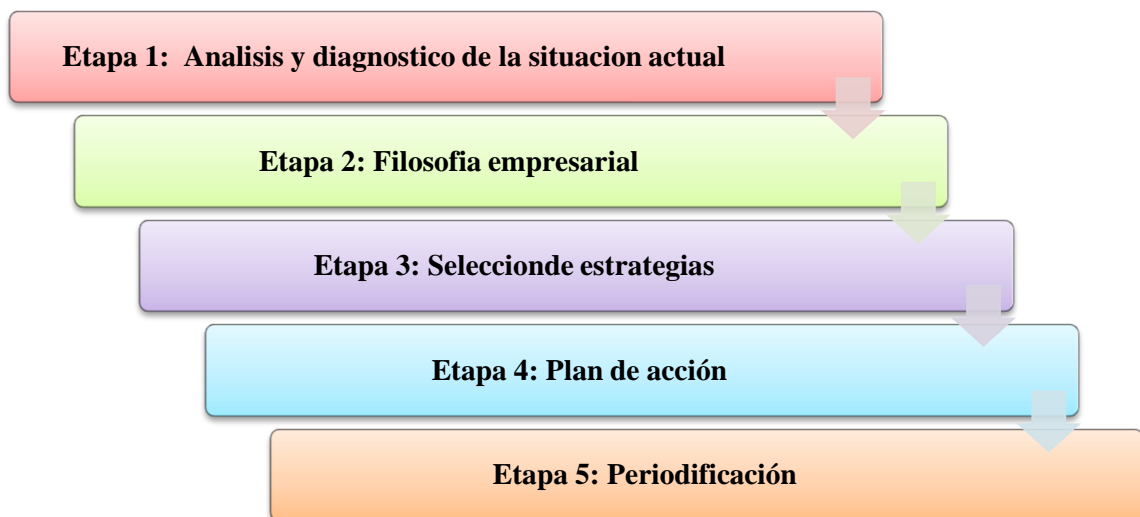 Etapa 1:  Analisis y diagnostico de la situacion actual
Etapa 2: Filosofia empresarial
Etapa 3: Seleccionde estrategias
Etapa 4: Plan de acción
Etapa 5: Periodificación